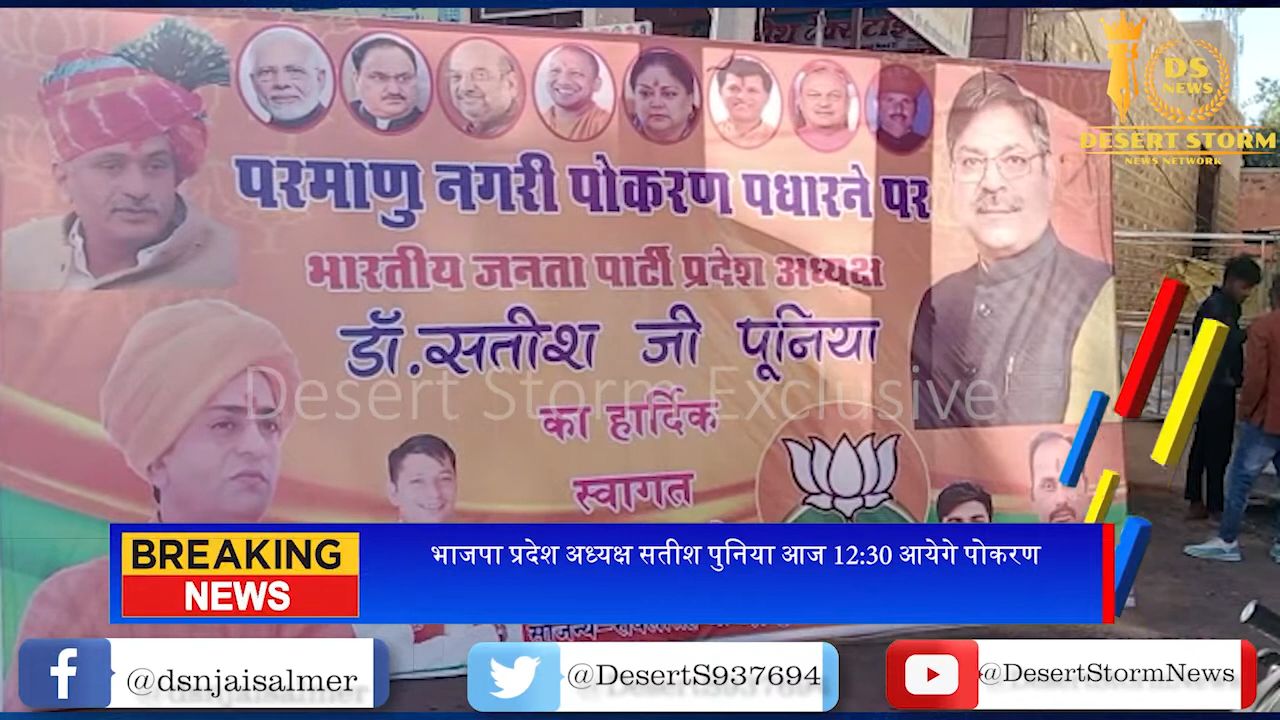 DS
NEWS
DESERT STORM
NEWS NETWORK
परमाणु नगरी पोकरण पधारने पर
भारतीय जनता पार्टी प्रदेश अध्यक्ष
डॉ.सतीश जी पूनिया
Desert Storm Exclusive
का हार्दिक
स्वागत
BREAKING
NEWS
भाजपा प्रदेश अध्यक्ष सतीश पुनिया आज 12:30 आयेगे पोकरण
@dsnjaisalmer
@DesertS937694
@DesertStormNews